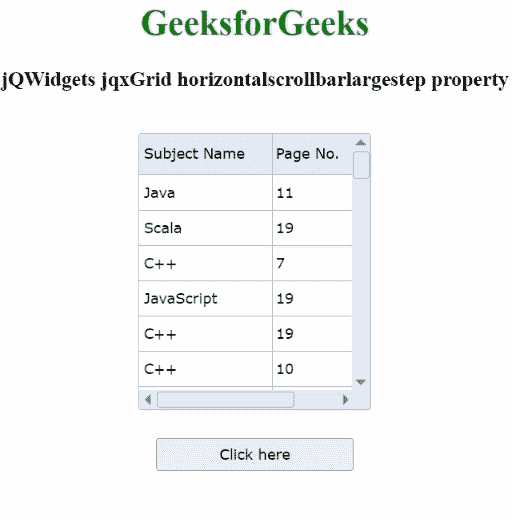 GeeksforGeeks
jQWidgets jqxGrid horizontalscrollbarlargestep property
Subject Name Page No.
Java 11
Scala 19
C++ 7
JavaScript 19
C++ 19
C++ 10
Click here